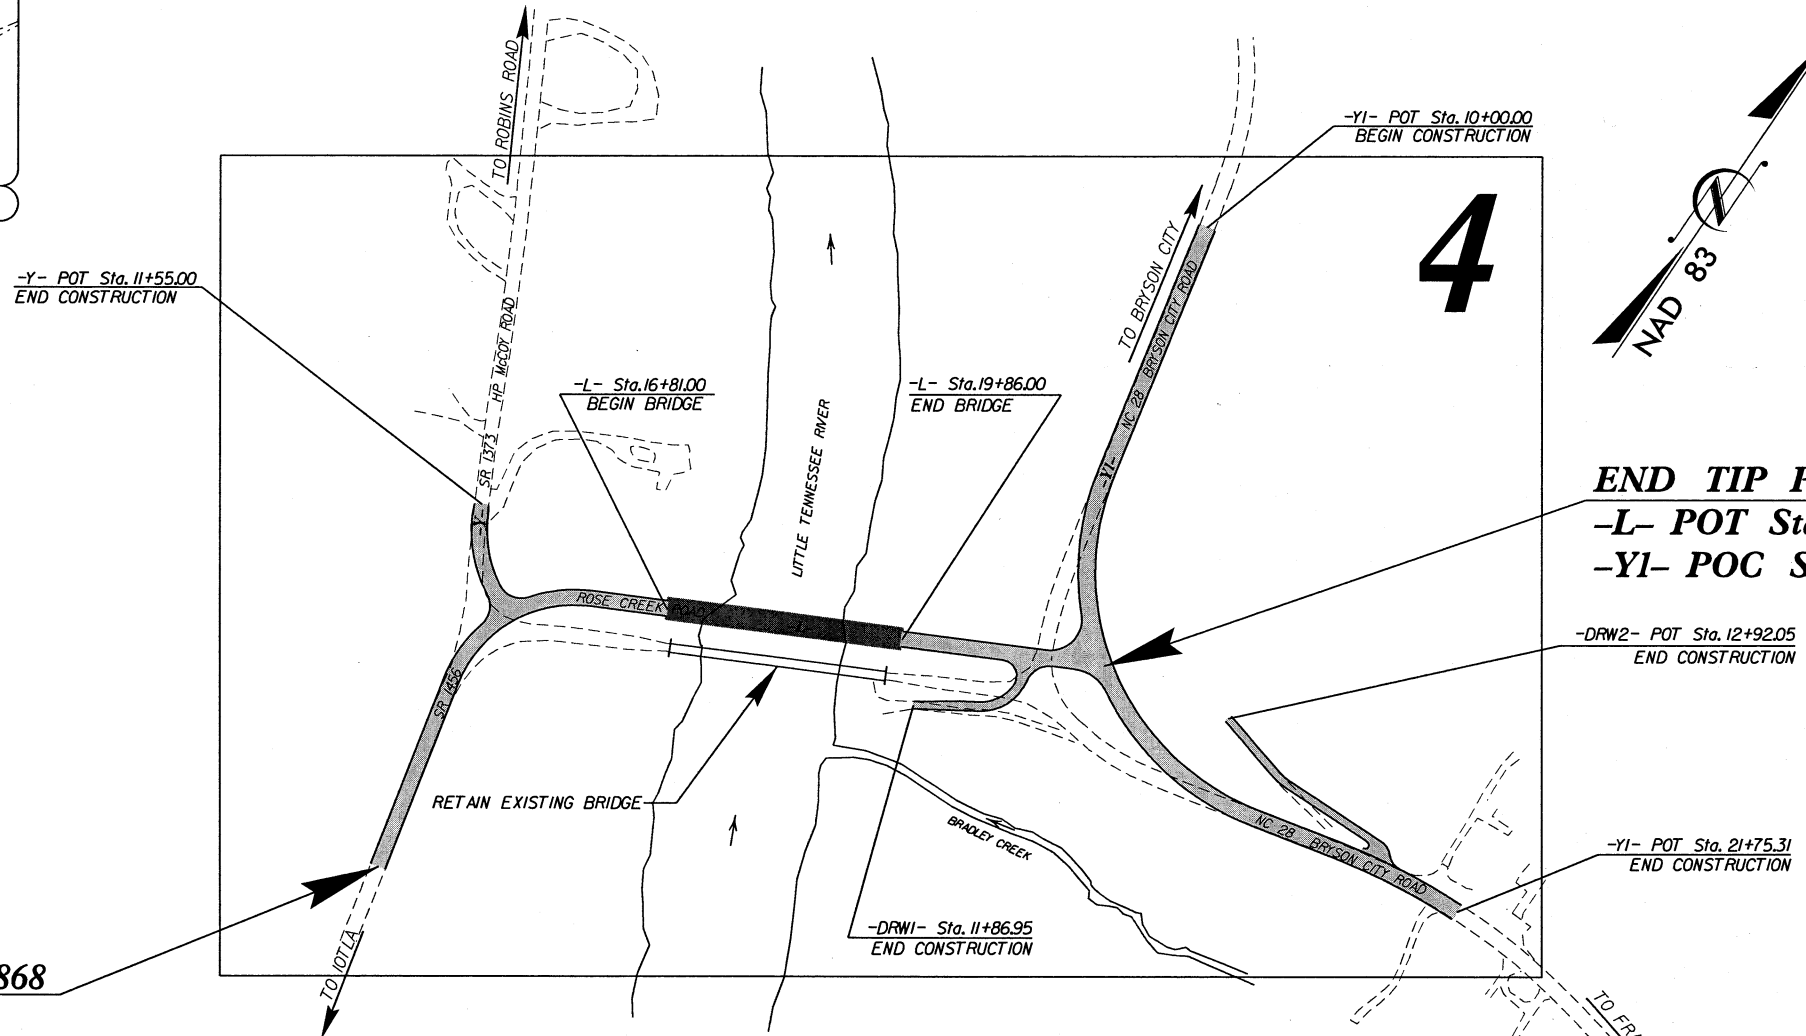 TO ROBINS ROAD
-Y1- POT Sta. 10+00.00
BEGIN CONSTRUCTION
4
NAD 83
-Y- POT Sta. 11+55.00
END CONSTRUCTION
TO BRYSON CITY
NC 28 BRYSON CITY ROAD
-Y1-
SR 1373 HP McCOY ROAD
-Y-
-L- Sta.16+81.00
BEGIN BRIDGE
-L- Sta.19+86.00
END BRIDGE
LITTLE TENNESSEE RIVER
END TIP
-L- POT
-Y1- POC
ROSE CREEK ROAD
-DRW2- POT Sta. 12+92.05
END CONSTRUCTION
SR 1456
RETAIN EXISTING BRIDGE
BRADLEY CREEK
NC 28 BRYSON CITY ROAD
-Y1- POT Sta. 21+75.31
END CONSTRUCTION
-DRW1- Sta. 11+86.95
END CONSTRUCTION
868
TO IOTLA
TO